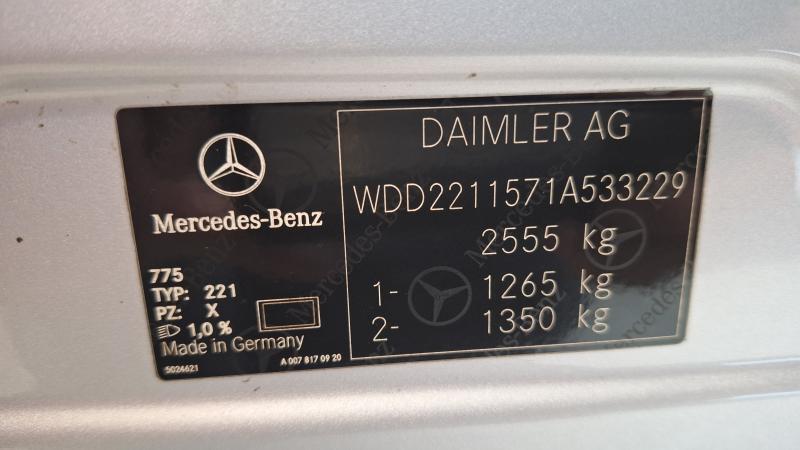 Mercedes-Benz
775
TYP: 221
PZ: X
1,0 %
Made in Germany
5024621
A 007 817 09 20
DAIMLER AG
WDD2211571A533229
2555 kg
1- 1265 kg
2- 1350 kg